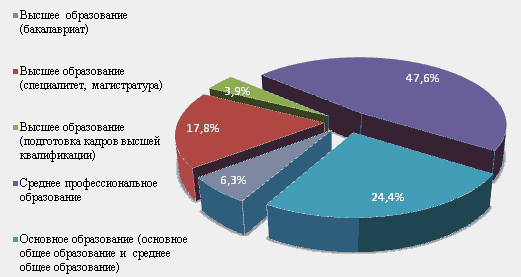 Высшее образование
(бакалавриат)
Высшее образование
(специалитет, магистратура)
Высшее образование
(подготовка кадров высшей
квалификации)
Среднее профессиональное
образование
Основное образование (основное
общее образование и среднее
общее образование)
47,6%
3,9%
17,8%
6,3%
24,4%